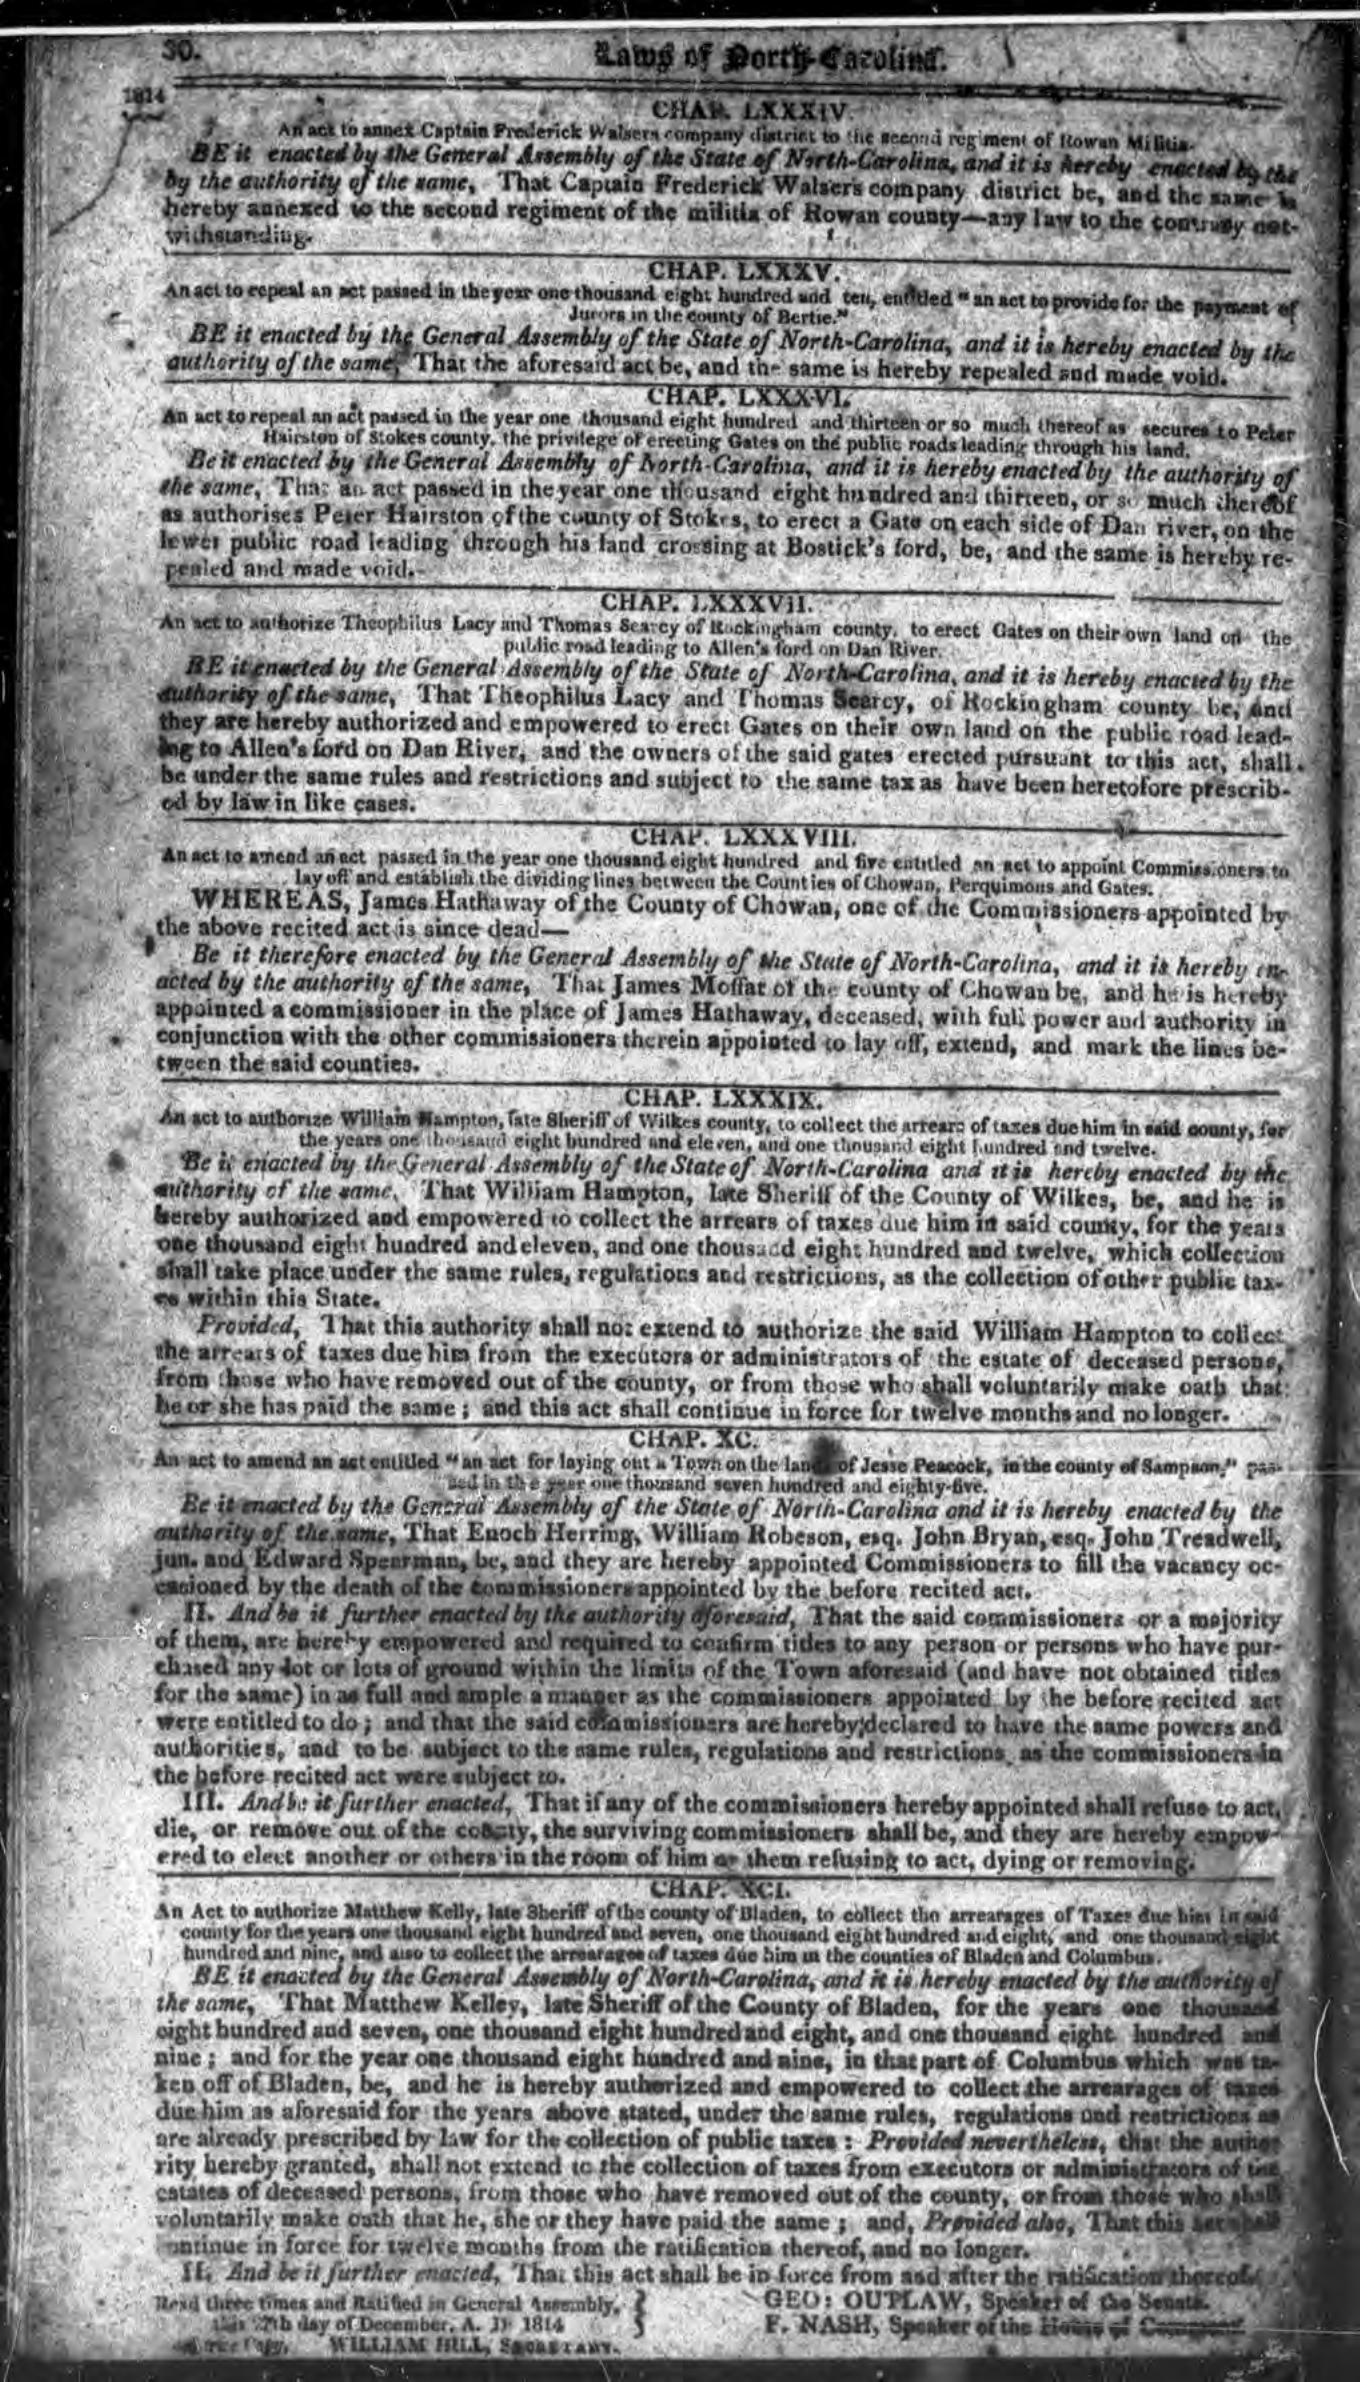 30.
Laws of North-Carolina.
1814
CHAP. LXXXIV.
An act to annex Captain Frederick Walsers company district to the second regiment of Rowan Militia.
BE it enacted by the General Assembly of the State of North-Carolina, and it is hereby enacted by the
by the authority of the same, That Captain Frederick Walsers company district be, and the same is
hereby annexed to the second regiment of the militia of Rowan county—any law to the contrary not-
withstanding.
CHAP. LXXXV.
An act to repeal an act passed in the year one thousand eight hundred and ten, entitled "an act to provide for the payment of
Jurors in the county of Bertie."
BE it enacted by the General Assembly of the State of North-Carolina, and it is hereby enacted by the
authority of the same, That the aforesaid act be, and the same is hereby repealed and made void.
CHAP. LXXXVI.
An act to repeal an act passed in the year one thousand eight hundred and thirteen or so much thereof as secures to Peter
Hairston of Stokes county, the privilege of erecting Gates on the public roads leading through his land.
Be it enacted by the General Assembly of North-Carolina, and it is hereby enacted by the authority of
the same, That an act passed in the year one thousand eight hundred and thirteen, or so much thereof
as authorises Peter Hairston of the county of Stokes, to erect a Gate on each side of Dan river, on the
lower public road leading through his land crossing at Bostick's ford, be, and the same is hereby re-
pealed and made void.
CHAP. LXXXVII.
An act to authorize Theophilus Lacy and Thomas Searcy of Rockingham county, to erect Gates on their own land on the
public road leading to Allen's ford on Dan River.
BE it enacted by the General Assembly of the State of North-Carolina, and it is hereby enacted by the
authority of the same, That Theophilus Lacy and Thomas Searcy, of Rockingham county be, and
they are hereby authorized and empowered to erect Gates on their own land on the public road lead-
ing to Allen's ford on Dan River, and the owners of the said gates erected pursuant to this act, shall
be under the same rules and restrictions and subject to the same tax as have been heretofore prescrib-
ed by law in like cases.
CHAP. LXXXVIII.
An act to amend an act passed in the year one thousand eight hundred and five entitled an act to appoint Commissioners to
lay off and establish the dividing lines between the Counties of Chowan, Perquimons and Gates.
WHEREAS, James Hathaway of the County of Chowan, one of the Commissioners appointed by
the above recited act is since dead—
Be it therefore enacted by the General Assembly of the State of North-Carolina, and it is hereby en-
acted by the authority of the same, That James Moffat of the county of Chowan be, and he is hereby
appointed a commissioner in the place of James Hathaway, deceased, with full power and authority in
conjunction with the other commissioners therein appointed to lay off, extend, and mark the lines be-
tween the said counties.
CHAP. LXXXIX.
An act to authorize William Hampton, late Sheriff of Wilkes county, to collect the arrears of taxes due him in said county, for
the years one thousand eight hundred and eleven, and one thousand eight hundred and twelve.
Be it enacted by the General Assembly of the State of North-Carolina and it is hereby enacted by the
authority of the same. That William Hampton, late Sheriff of the County of Wilkes, be, and he is
hereby authorized and empowered to collect the arrears of taxes due him in said county, for the years
one thousand eight hundred and eleven, and one thousand eight hundred and twelve, which collection
shall take place under the same rules, regulations and restrictions, as the collection of other public tax-
es within this State.
Provided, That this authority shall not extend to authorize the said William Hampton to collect
the arrears of taxes due him from the executors or administrators of the estate of deceased persons,
from those who have removed out of the county, or from those who shall voluntarily make oath that
he or she has paid the same; and this act shall continue in force for twelve months and no longer.
CHAP. XC.
An act to amend an act entitled "an act for laying out a Town on the land of Jesse Peacock, in the county of Sampson," pas-
sed in the year one thousand seven hundred and eighty-five.
Be it enacted by the General Assembly of the State of North-Carolina and it is hereby enacted by the
authority of the same, That Enoch Herring, William Robeson, esq. John Bryan, esq. John Treadwell,
jun. and Edward Spearman, be, and they are hereby appointed Commissioners to fill the vacancy oc-
casioned by the death of the commissioners appointed by the before recited act.
II. And be it further enacted by the authority aforesaid, That the said commissioners or a majority
of them, are hereby empowered and required to confirm titles to any person or persons who have pur-
chased any lot or lots of ground within the limits of the Town aforesaid (and have not obtained titles
for the same) in as full and ample a manner as the commissioners appointed by the before recited act
were entitled to do; and that the said commissioners are hereby declared to have the same powers and
authorities, and to be subject to the same rules, regulations and restrictions as the commissioners in
the before recited act were subject to.
III. And be it further enacted, That if any of the commissioners hereby appointed shall refuse to act,
die, or remove out of the county, the surviving commissioners shall be, and they are hereby empow-
ered to elect another or others in the room of him or them refusing to act, dying or removing.
CHAP. XCI.
An Act to authorize Matthew Kelly, late Sheriff of the county of Bladen, to collect the arrearages of Taxes due him in said
county for the years one thousand eight hundred and seven, one thousand eight hundred and eight, and one thousand eight
hundred and nine, and also to collect the arrearages of taxes due him in the counties of Bladen and Columbus.
BE it enacted by the General Assembly of North-Carolina, and it is hereby enacted by the authority of
the same, That Matthew Kelley, late Sheriff of the County of Bladen, for the years one thousand
eight hundred and seven, one thousand eight hundred and eight, and one thousand eight hundred and
nine; and for the year one thousand eight hundred and nine, in that part of Columbus which was ta-
ken off of Bladen, be, and he is hereby authorized and empowered to collect the arrearages of taxes
due him as aforesaid for the years above stated, under the same rules, regulations and restrictions as
are already prescribed by law for the collection of public taxes: Provided nevertheless, that the autho-
rity hereby granted, shall not extend to the collection of taxes from executors or administrators of the
estates of deceased persons, from those who have removed out of the county, or from those who shall
voluntarily make oath that he, she or they have paid the same; and, Provided also, That this act shall
continue in force for twelve months from the ratification thereof, and no longer.
II. And be it further enacted, That this act shall be in force from and after the ratification thereof.
Read three times and Ratified in General Assembly,
this 27th day of December, A. D. 1814
GEO: OUTLAW, Speaker of the Senate.
F. NASH, Speaker of the House of Commons
true Copy, WILLIAM HILL, SECRETARY.